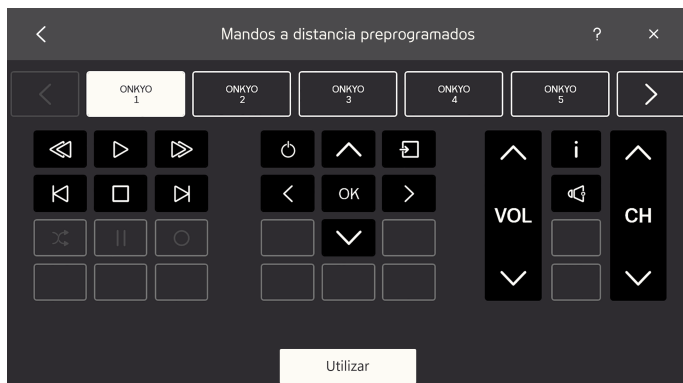 Mandos a distancia preprogramados ? ×
ONKYO
1
ONKYO
2
ONKYO
3
ONKYO
4
ONKYO
5
i
OK
VOL
CH
Utilizar